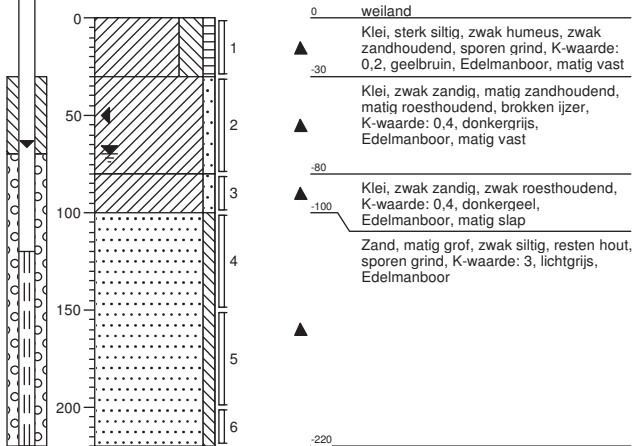 0
50
100
150
200
1
2
3
4
5
6
0 weiland
Klei, sterk siltig, zwak humeus, zwak
zandhoudend, sporen grind, K-waarde:
0,2, geelbruin, Edelmanboor, matig vast
-30
Klei, zwak zandig, matig zandhoudend,
matig roesthoudend, brokken ijzer,
K-waarde: 0,4, donkergrijs,
Edelmanboor, matig vast
-80
Klei, zwak zandig, zwak roesthoudend,
K-waarde: 0,4, donkergeel,
Edelmanboor, matig slap
-100
Zand, matig grof, zwak siltig, resten hout,
sporen grind, K-waarde: 3, lichtgrijs,
Edelmanboor
-220